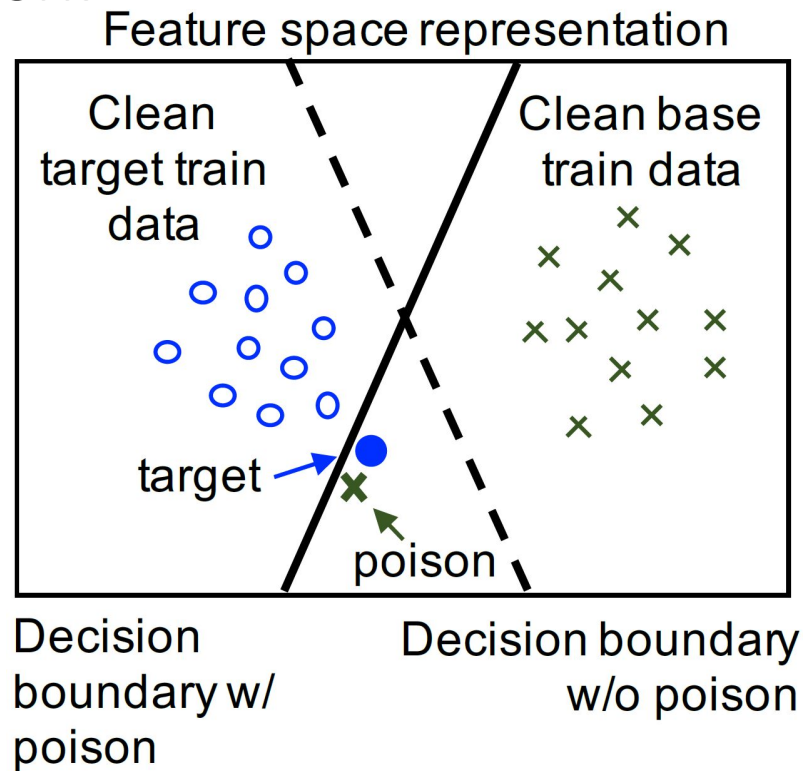 Feature space representation
Clean
target train
data
Clean base
train data
target
poison
Decision
boundary w/
poison
Decision boundary
w/o poison